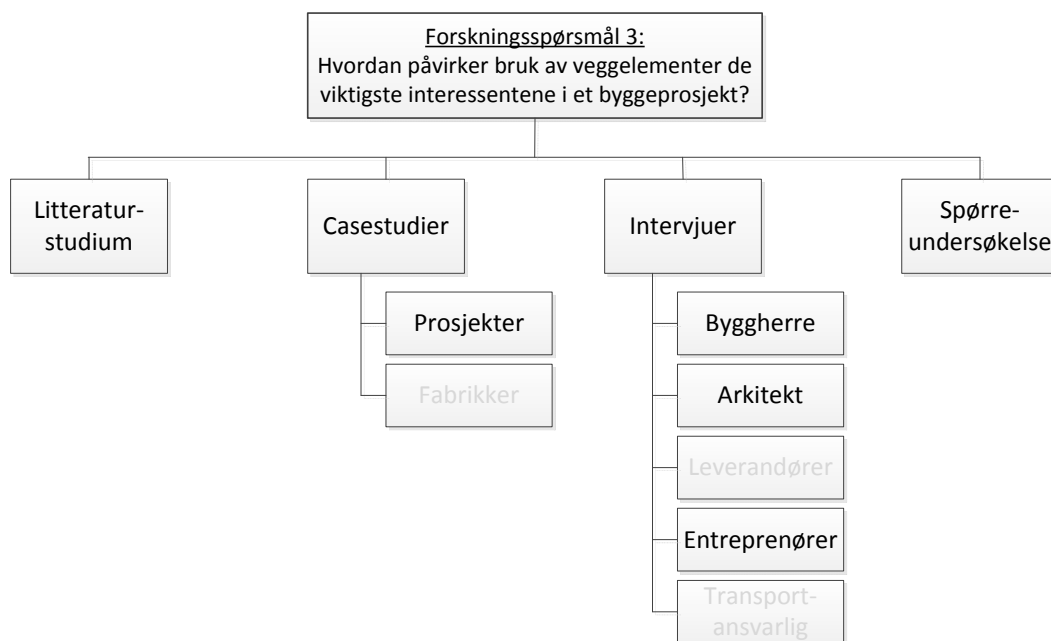 Forskningsspørsmål 3:
Hvordan påvirker bruk av veggelementer de
viktigste interessentene i et byggeprosjekt?
Litteratur-
studium
Casestudier
Intervjuer
Spørre-
undersøkelse
Prosjekter
Fabrikker
Byggherre
Arkitekt
Leverandører
Entreprenører
Transport-
ansvarlig